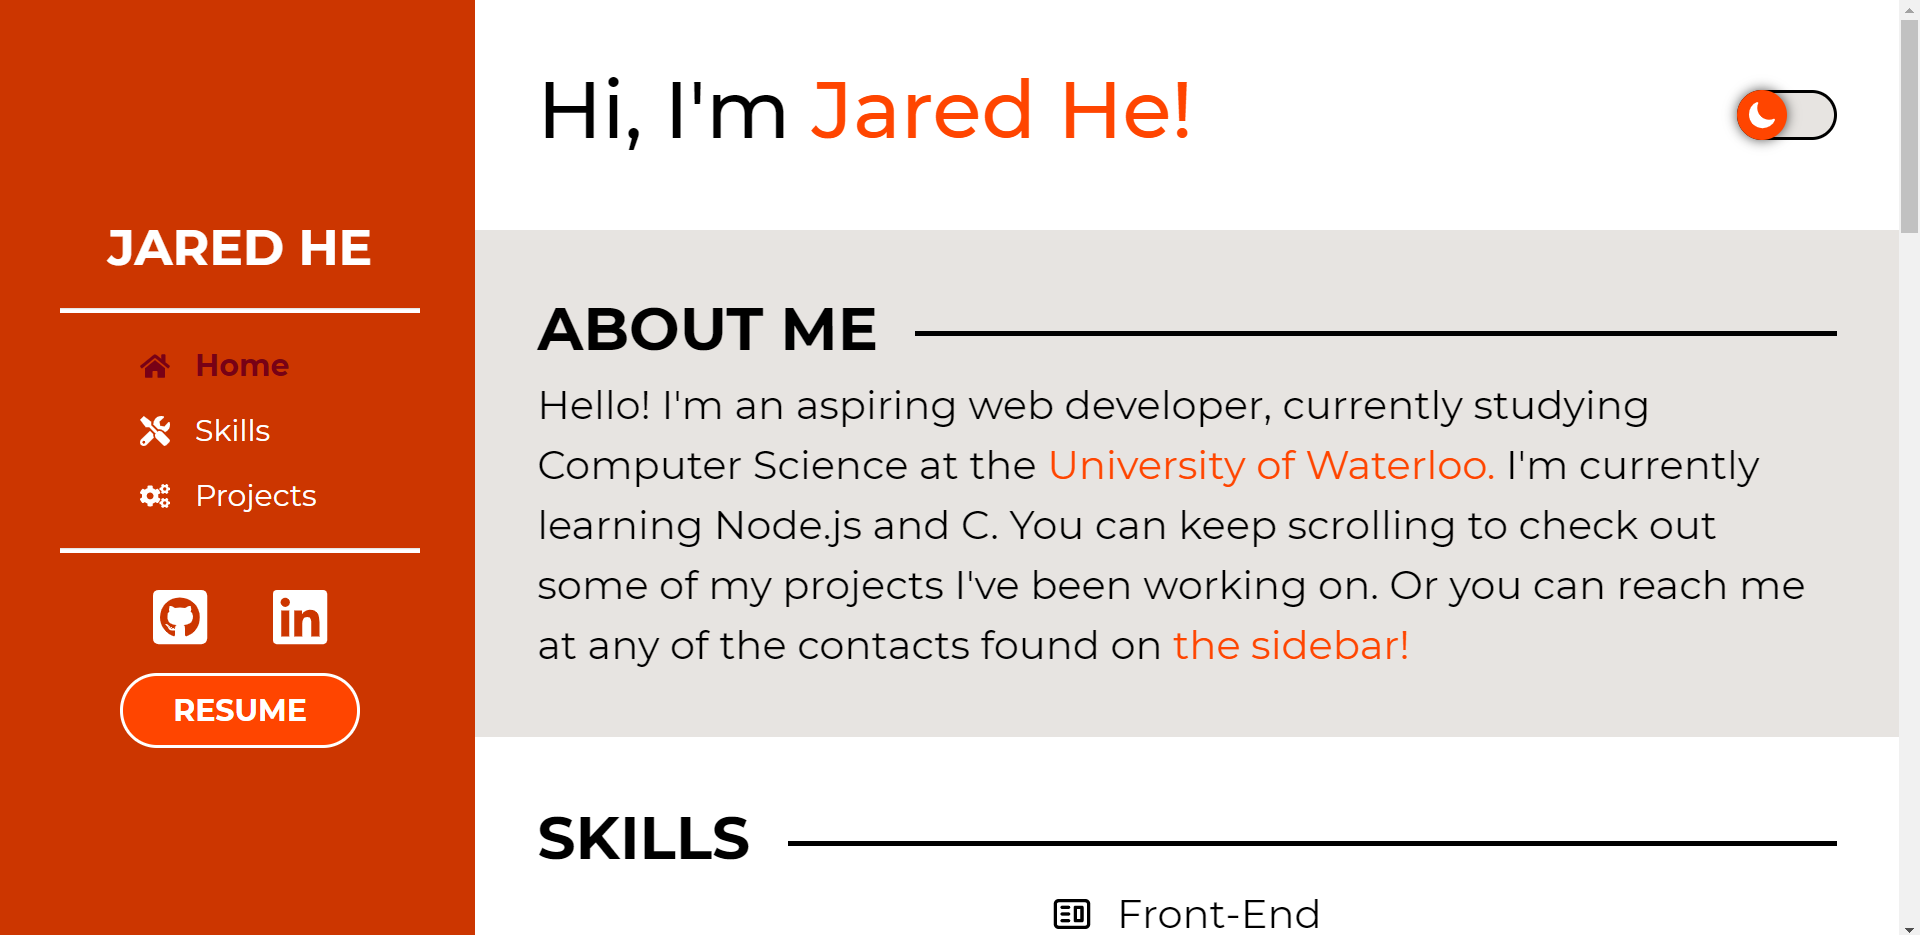 JARED HE
Home
Skills
Projects
RESUME
Hi, I'm Jared He!
ABOUT ME
Hello! I'm an aspiring web developer, currently studying
Computer Science at the University of Waterloo. I'm currently
learning Node.js and C. You can keep scrolling to check out
some of my projects I've been working on. Or you can reach me
at any of the contacts found on the sidebar!
SKILLS
Front-End